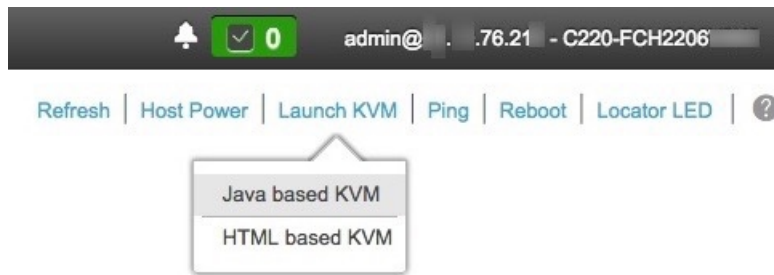 0 admin@ . .76.21 - C220-FCH2206
Refresh | Host Power | Launch KVM | Ping | Reboot | Locator LED | ?
Java based KVM
HTML based KVM